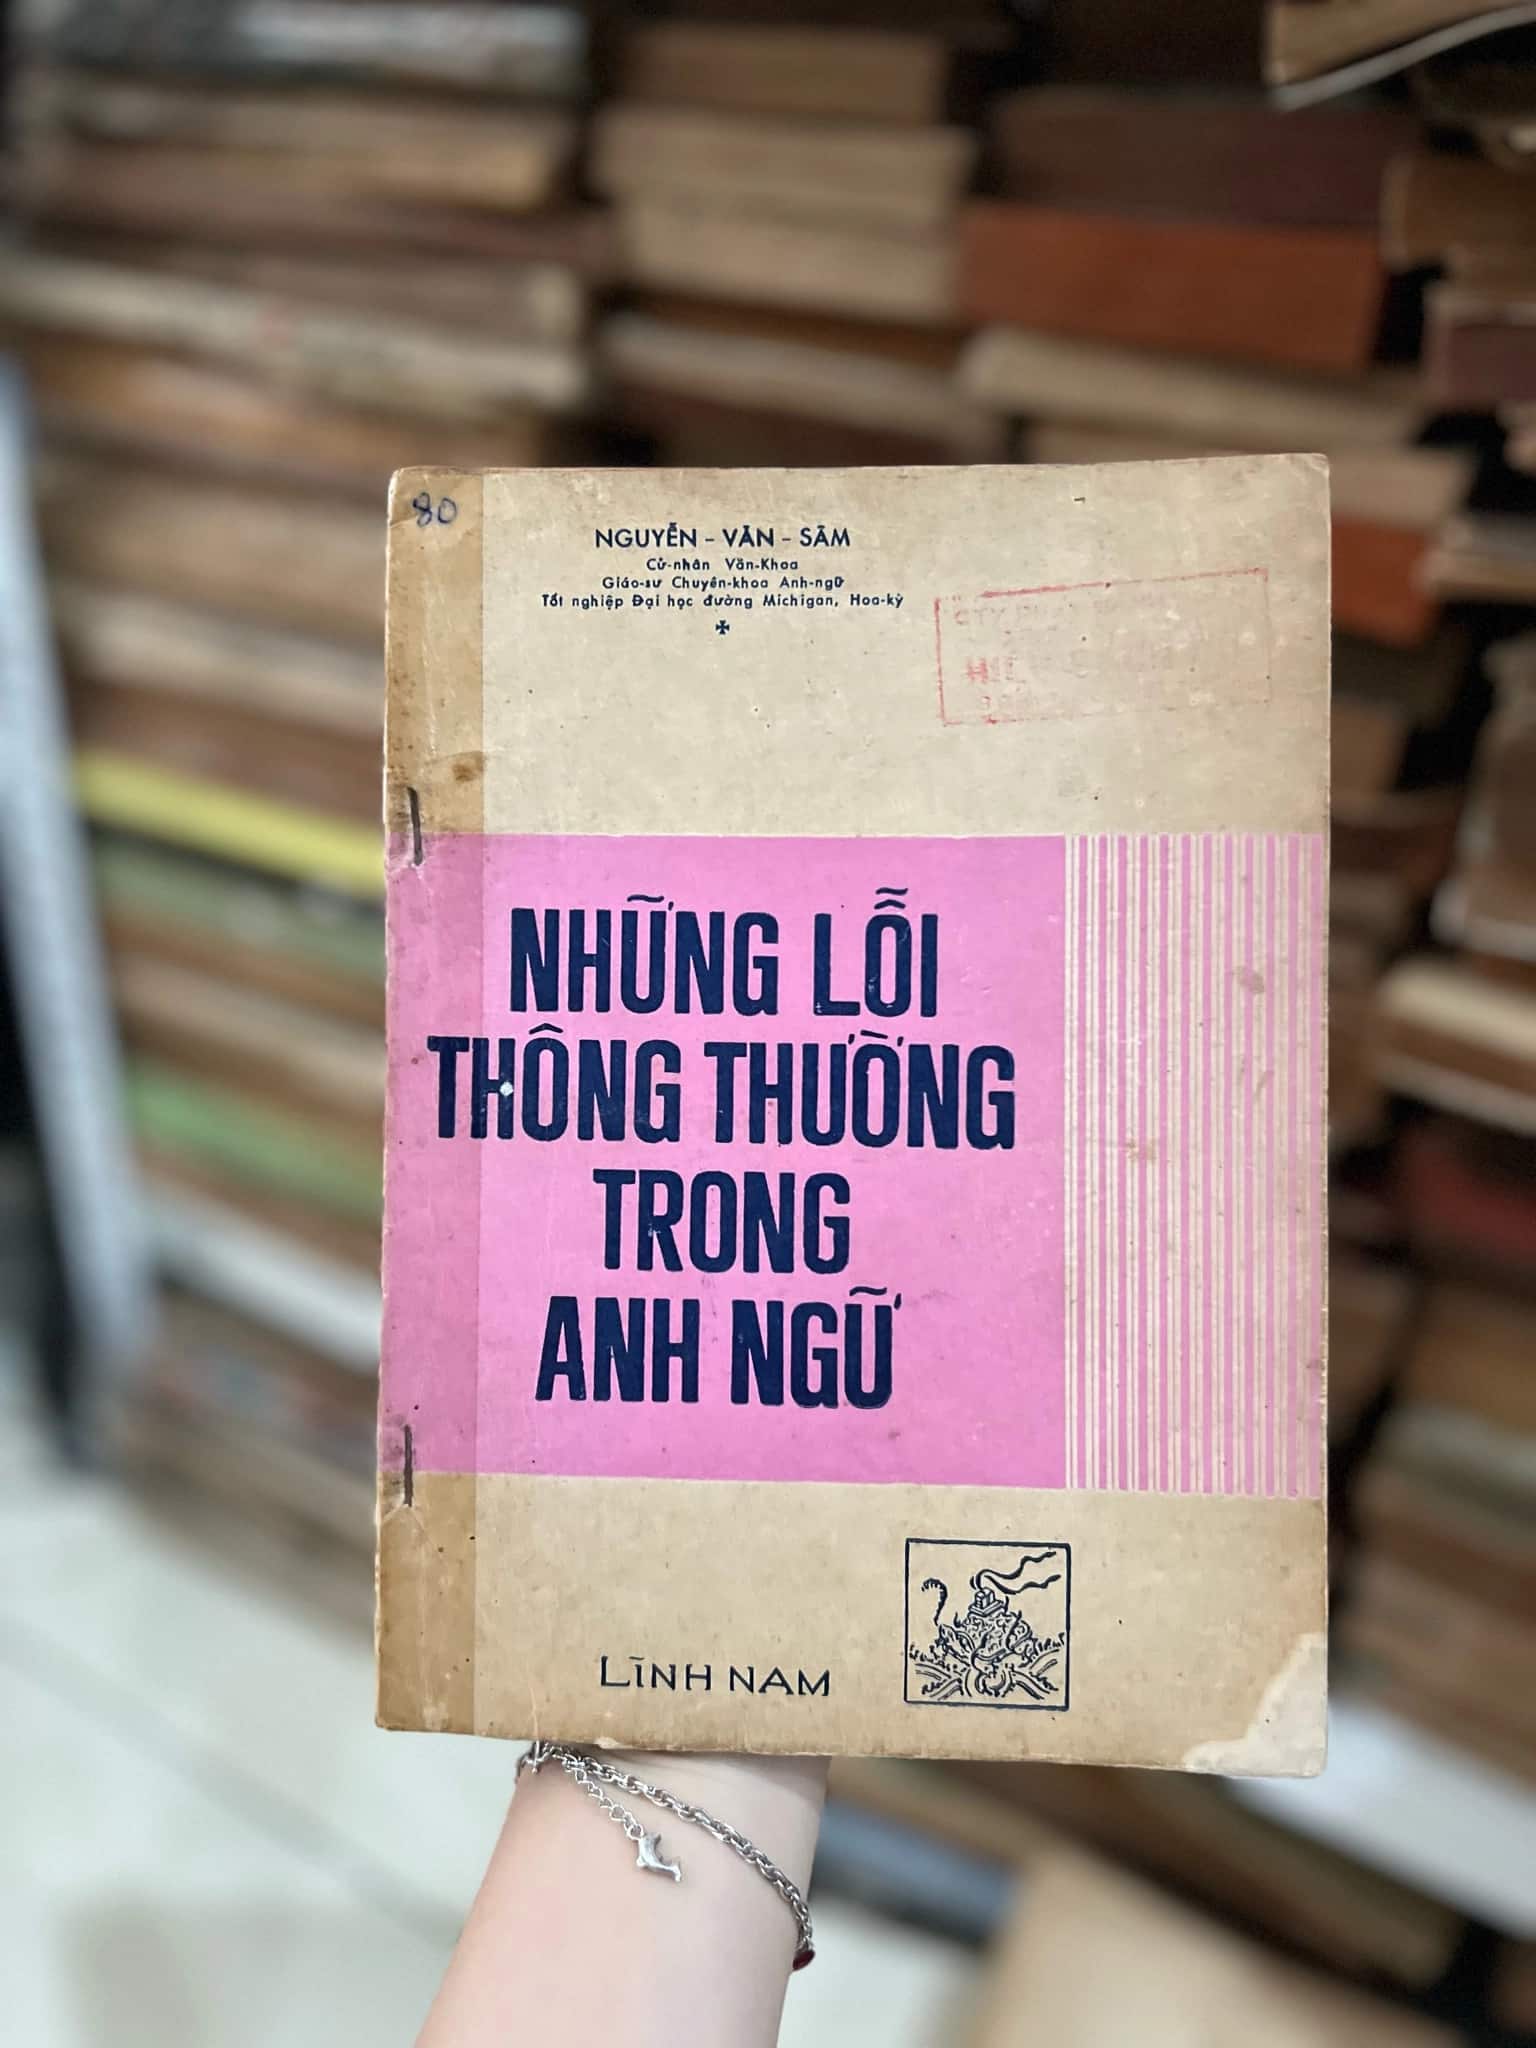 80
NGUYỄN - VĂN - SÂM
Cử-nhân Văn-Khoa
Giáo-sư Chuyên-khoa Anh-ngữ
Tốt nghiệp Đại học đường Michigan, Hoa-kỳ
NHỮNG LỖI
THÔNG THƯỜNG
TRONG
ANH NGỮ
LĨNH NAM